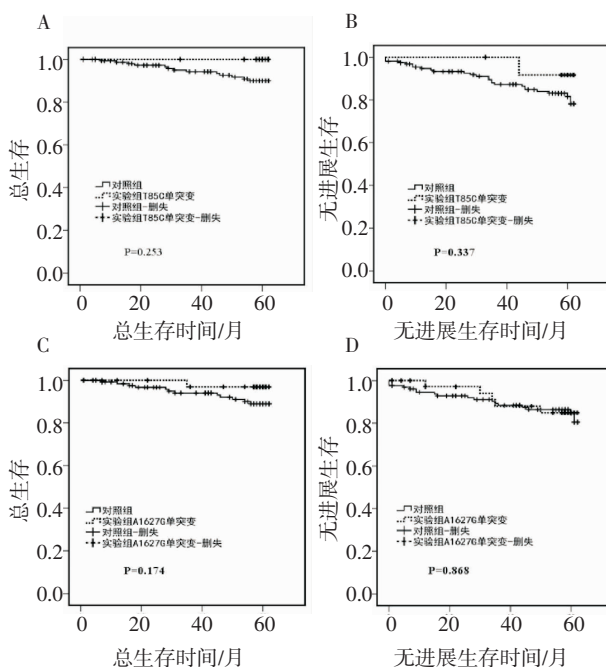 A
总生存
1.0
0.8
0.6
0.4
0.2
0.0
对照组
实验组T85C单突变
对照组-删失
实验组T85C单突变-删失
P=0.253
0 20 40 60
总生存时间/月
B
无进展生存
1.0
0.8
0.6
0.4
0.2
0.0
对照组
实验组T85C单突变
对照组-删失
实验组T85C单突变-删失
P=0.337
0 20 40 60
无进展生存时间/月
C
总生存
1.0
0.8
0.6
0.4
0.2
0.0
对照组
实验组A1627G单突变
对照组-删失
实验组A1627G单突变-删失
P=0.174
0 20 40 60
总生存时间/月
D
无进展生存
1.0
0.8
0.6
0.4
0.2
0.0
对照组
实验组A1627G单突变
对照组-删失
实验组A1627G单突变-删失
P=0.868
0 20 40 60
无进展生存时间/月